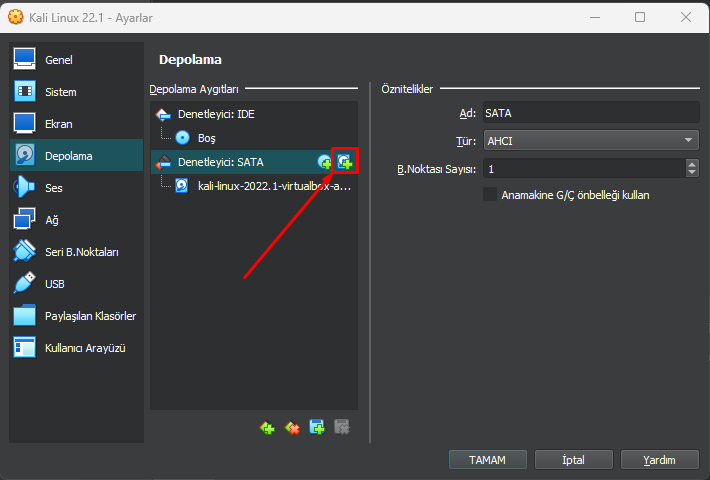 Kali Linux 22.1 - Ayarlar
Genel
Sistem
Ekran
Depolama
Ses
Ağ
Seri B.Noktaları
USB
Paylaşılan Klasörler
Kullanıcı Arayüzü
Depolama
Depolama Aygıtları
Denetleyici: IDE
Boş
Denetleyici: SATA
kali-linux-2022.1-virtualbox-a...
Öznitelikler
Ad: SATA
Tür: AHCI
B.Noktası Sayısı: 1
Anamakine G/Ç önbelleği kullan
TAMAM
İptal
Yardım